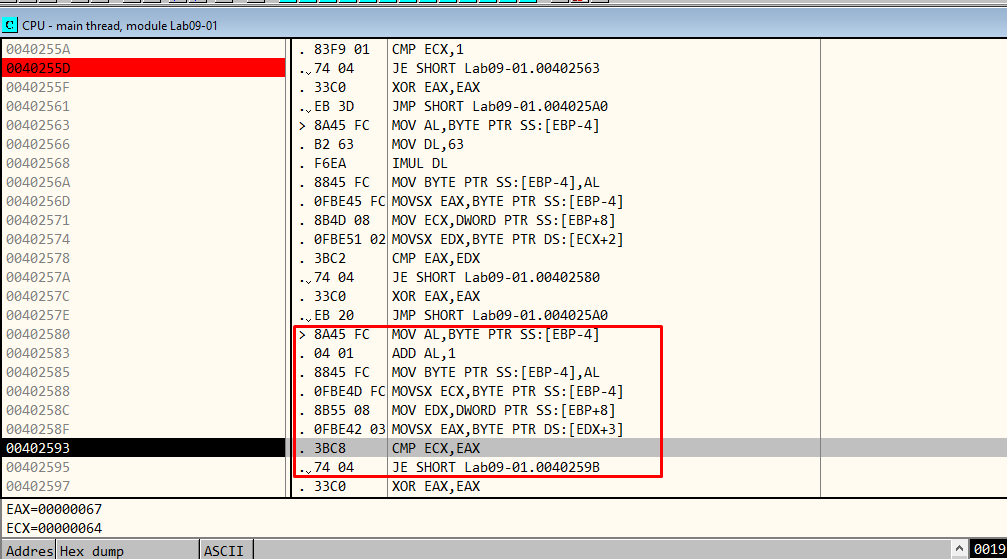 C CPU - main thread, module Lab09-01
0040255A . 83F9 01 CMP ECX,1
0040255D .˅ 74 04 JE SHORT Lab09-01.00402563
0040255F . 33C0 XOR EAX,EAX
00402561 .˅ EB 3D JMP SHORT Lab09-01.004025A0
00402563 > 8A45 FC MOV AL,BYTE PTR SS:[EBP-4]
00402566 . B2 63 MOV DL,63
00402568 . F6EA IMUL DL
0040256A . 8845 FC MOV BYTE PTR SS:[EBP-4],AL
0040256D . 0FBE45 FC MOVSX EAX,BYTE PTR SS:[EBP-4]
00402571 . 8B4D 08 MOV ECX,DWORD PTR SS:[EBP+8]
00402574 . 0FBE51 02 MOVSX EDX,BYTE PTR DS:[ECX+2]
00402578 . 3BC2 CMP EAX,EDX
0040257A .˅ 74 04 JE SHORT Lab09-01.00402580
0040257C . 33C0 XOR EAX,EAX
0040257E .˅ EB 20 JMP SHORT Lab09-01.004025A0
00402580 > 8A45 FC MOV AL,BYTE PTR SS:[EBP-4]
00402583 . 04 01 ADD AL,1
00402585 . 8845 FC MOV BYTE PTR SS:[EBP-4],AL
00402588 . 0FBE4D FC MOVSX ECX,BYTE PTR SS:[EBP-4]
0040258C . 8B55 08 MOV EDX,DWORD PTR SS:[EBP+8]
0040258F . 0FBE42 03 MOVSX EAX,BYTE PTR DS:[EDX+3]
00402593 . 3BC8 CMP ECX,EAX
00402595 .˅ 74 04 JE SHORT Lab09-01.0040259B
00402597 . 33C0 XOR EAX,EAX
EAX=00000067
ECX=00000064
Addres Hex dump ASCII 0019